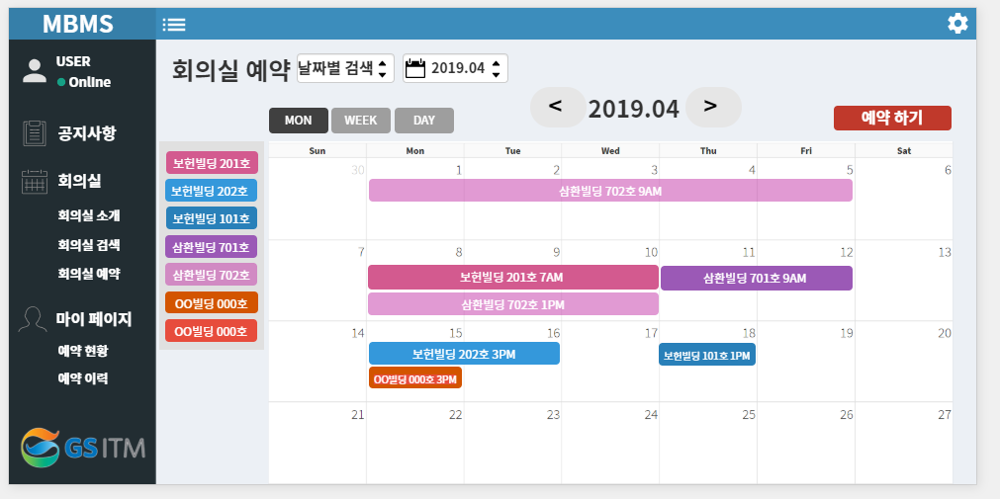 MBMS
USER
Online
공지사항
회의실
회의실 소개
회의실 검색
회의실 예약
마이 페이지
예약 현황
예약 이력
GS ITM
회의실 예약 날짜별 검색 2019.04
MON WEEK DAY < 2019.04 > 예약 하기
보헌빌딩 201호
보헌빌딩 202호
보헌빌딩 101호
삼환빌딩 701호
삼환빌딩 702호
OO빌딩 000호
OO빌딩 000호
Sun Mon Tue Wed Thu Fri Sat
30 1 2 3 4 5 6
삼환빌딩 702호 9AM
7 8 9 10 11 12 13
보헌빌딩 201호 7AM 삼환빌딩 701호 9AM
삼환빌딩 702호 1PM
14 15 16 17 18 19 20
보헌빌딩 202호 3PM 보헌빌딩 101호 1PM
OO빌딩 000호 3PM
21 22 23 24 25 26 27